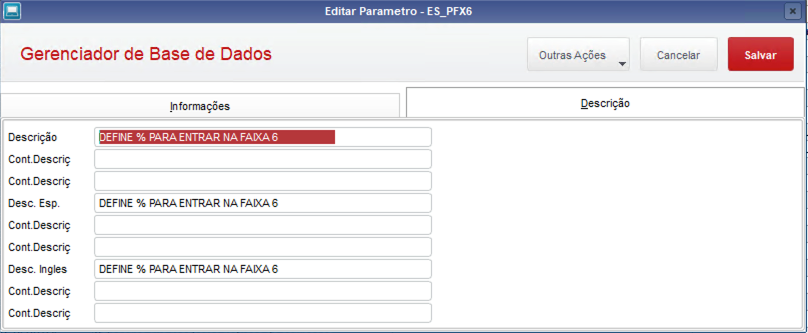 Editar Parametro - ES_PFX6
×
Gerenciador de Base de Dados
Outras Ações
Cancelar
Salvar
Informações
Descrição
Descrição DEFINE % PARA ENTRAR NA FAIXA 6
Cont.Descriç
Cont.Descriç
Desc. Esp. DEFINE % PARA ENTRAR NA FAIXA 6
Cont.Descriç
Cont.Descriç
Desc. Ingles DEFINE % PARA ENTRAR NA FAIXA 6
Cont.Descriç
Cont.Descriç